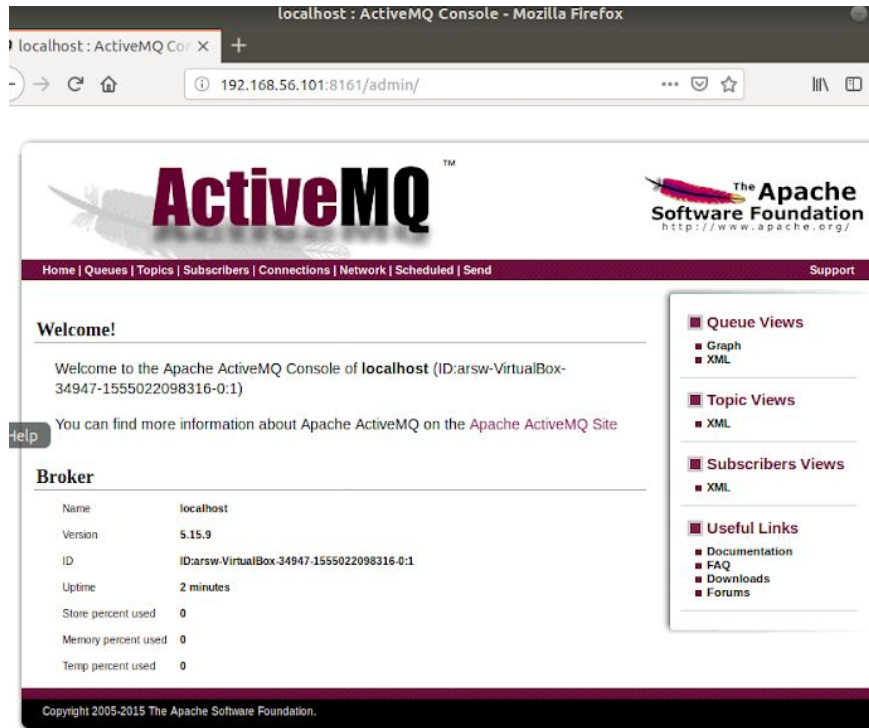 localhost : ActiveMQ Console - Mozilla Firefox
localhost : ActiveMQ Con
192.168.56.101:8161/admin/
ActiveMQ™
The Apache
Software Foundation
http://www.apache.org/
Home | Queues | Topics | Subscribers | Connections | Network | Scheduled | Send
Support
Welcome!
Welcome to the Apache ActiveMQ Console of localhost (ID:arsw-VirtualBox-
34947-1555022098316-0:1)
You can find more information about Apache ActiveMQ on the Apache ActiveMQ Site
Help
Broker
Name localhost
Version 5.15.9
ID ID:arsw-VirtualBox-34947-1555022098316-0:1
Uptime 2 minutes
Store percent used 0
Memory percent used 0
Temp percent used 0
Queue Views
Graph
XML
Topic Views
XML
Subscribers Views
XML
Useful Links
Documentation
FAQ
Downloads
Forums
Copyright 2005-2015 The Apache Software Foundation.